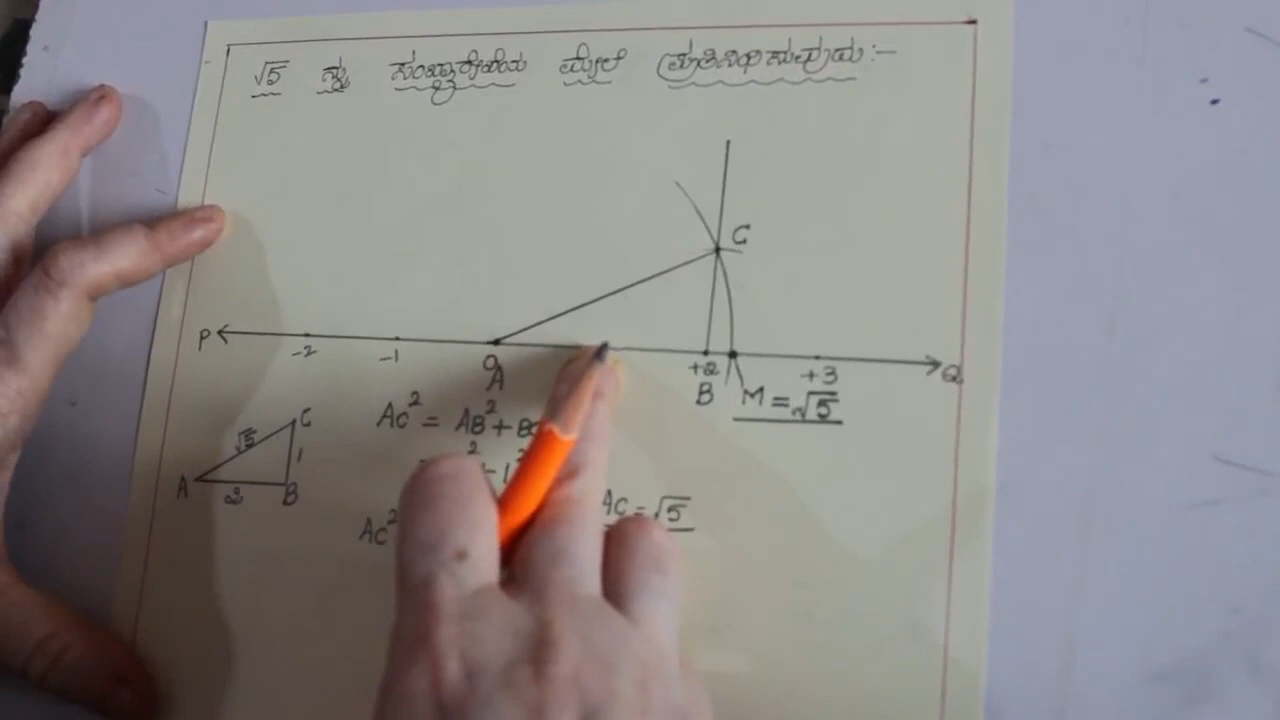 √5 ನ್ನು ಸಂಖ್ಯಾರೇಖೆಯ ಮೇಲೆ ಪ್ರತಿನಿಧಿಸುವುದು :-
C
P -2 -1 0 +2 +3 Q
A B M = √5
AC² = AB² +
√5 C
1
A 2 B
AC = √5
AC²